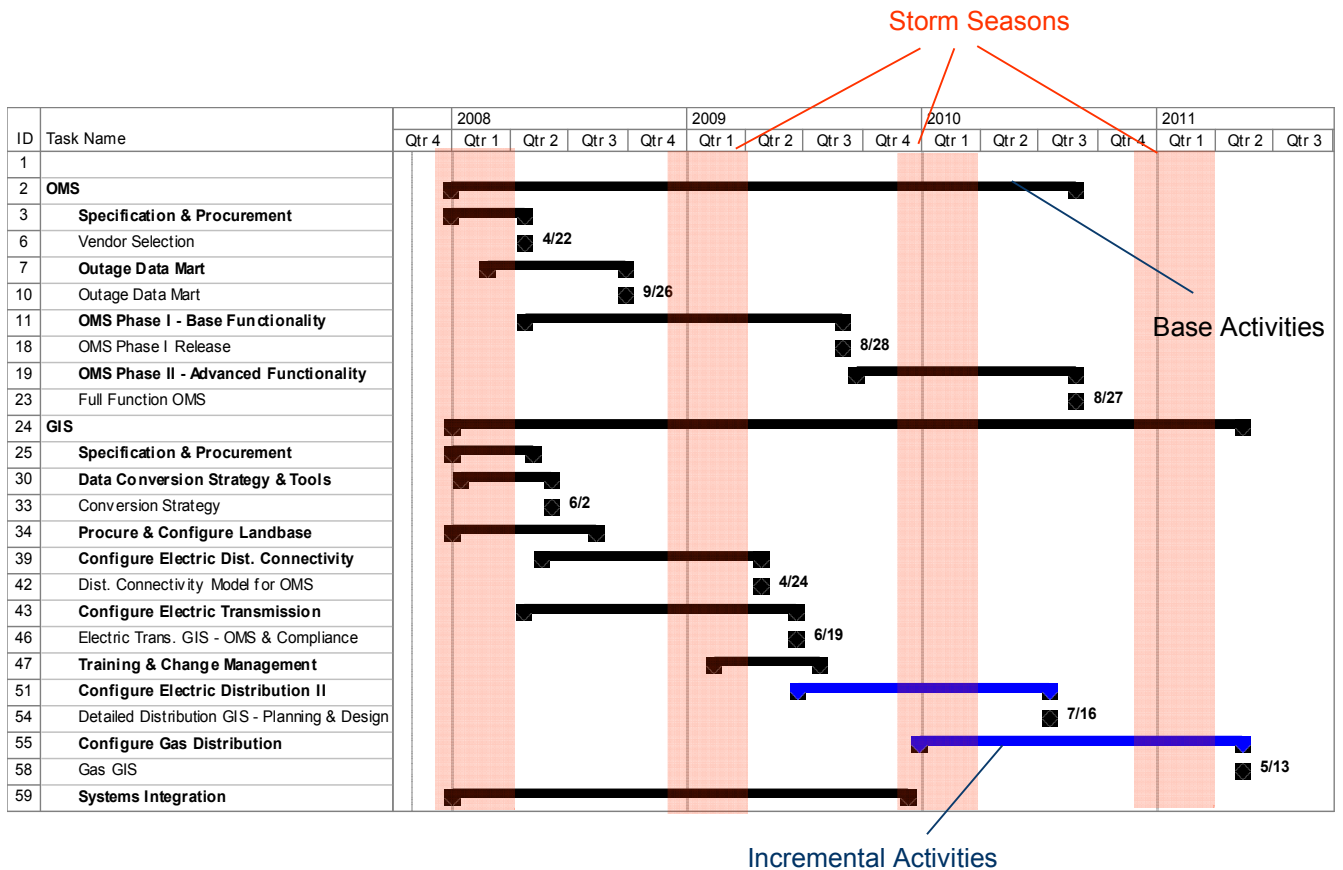 Storm Seasons
2008 2009 2010 2011
ID Task Name Qtr 4 Qtr 1 Qtr 2 Qtr 3 Qtr 4 Qtr 1 Qtr 2 Qtr 3 Qtr 4 Qtr 1 Qtr 2 Qtr 3 Qtr 4 Qtr 1 Qtr 2 Qtr 3
1
2 OMS
3 Specification & Procurement
6 Vendor Selection 4/22
7 Outage Data Mart
10 Outage Data Mart 9/26
11 OMS Phase I - Base Functionality
Base Activities
18 OMS Phase I Release 8/28
19 OMS Phase II - Advanced Functionality
23 Full Function OMS 8/27
24 GIS
25 Specification & Procurement
30 Data Conversion Strategy & Tools
33 Conversion Strategy 6/2
34 Procure & Configure Landbase
39 Configure Electric Dist. Connectivity
42 Dist. Connectivity Model for OMS 4/24
43 Configure Electric Transmission
46 Electric Trans. GIS - OMS & Compliance 6/19
47 Training & Change Management
51 Configure Electric Distribution II
54 Detailed Distribution GIS - Planning & Design 7/16
55 Configure Gas Distribution
58 Gas GIS 5/13
59 Systems Integration
Incremental Activities